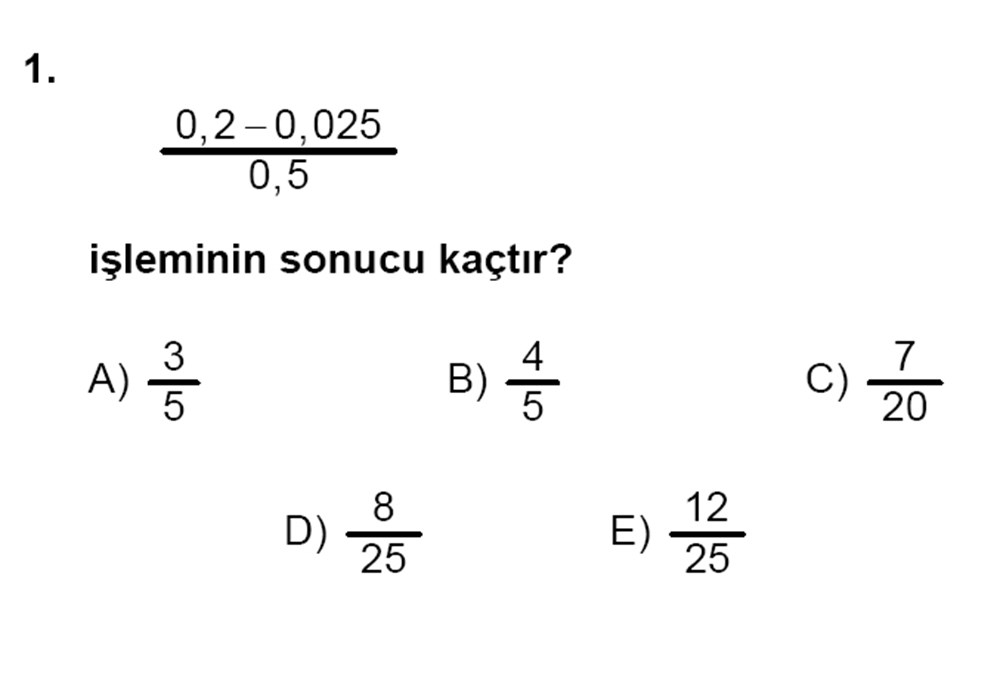 1.
0,2 – 0,025
0,5
işleminin sonucu kaçtır?
A) 3/5 B) 4/5 C) 7/20
D) 8/25 E) 12/25